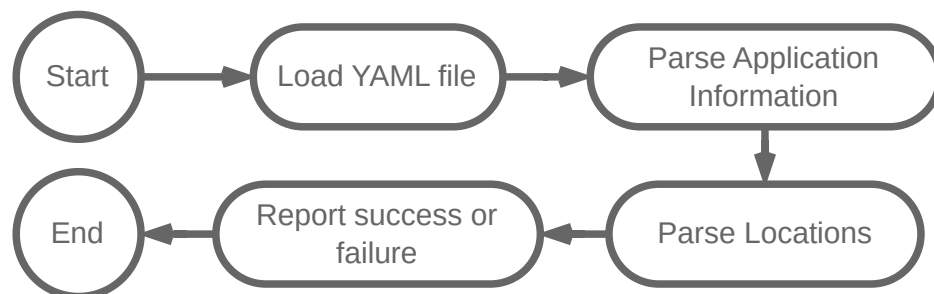 Start
Load YAML file
Parse Application
Information
Parse Locations
Report success or
failure
End